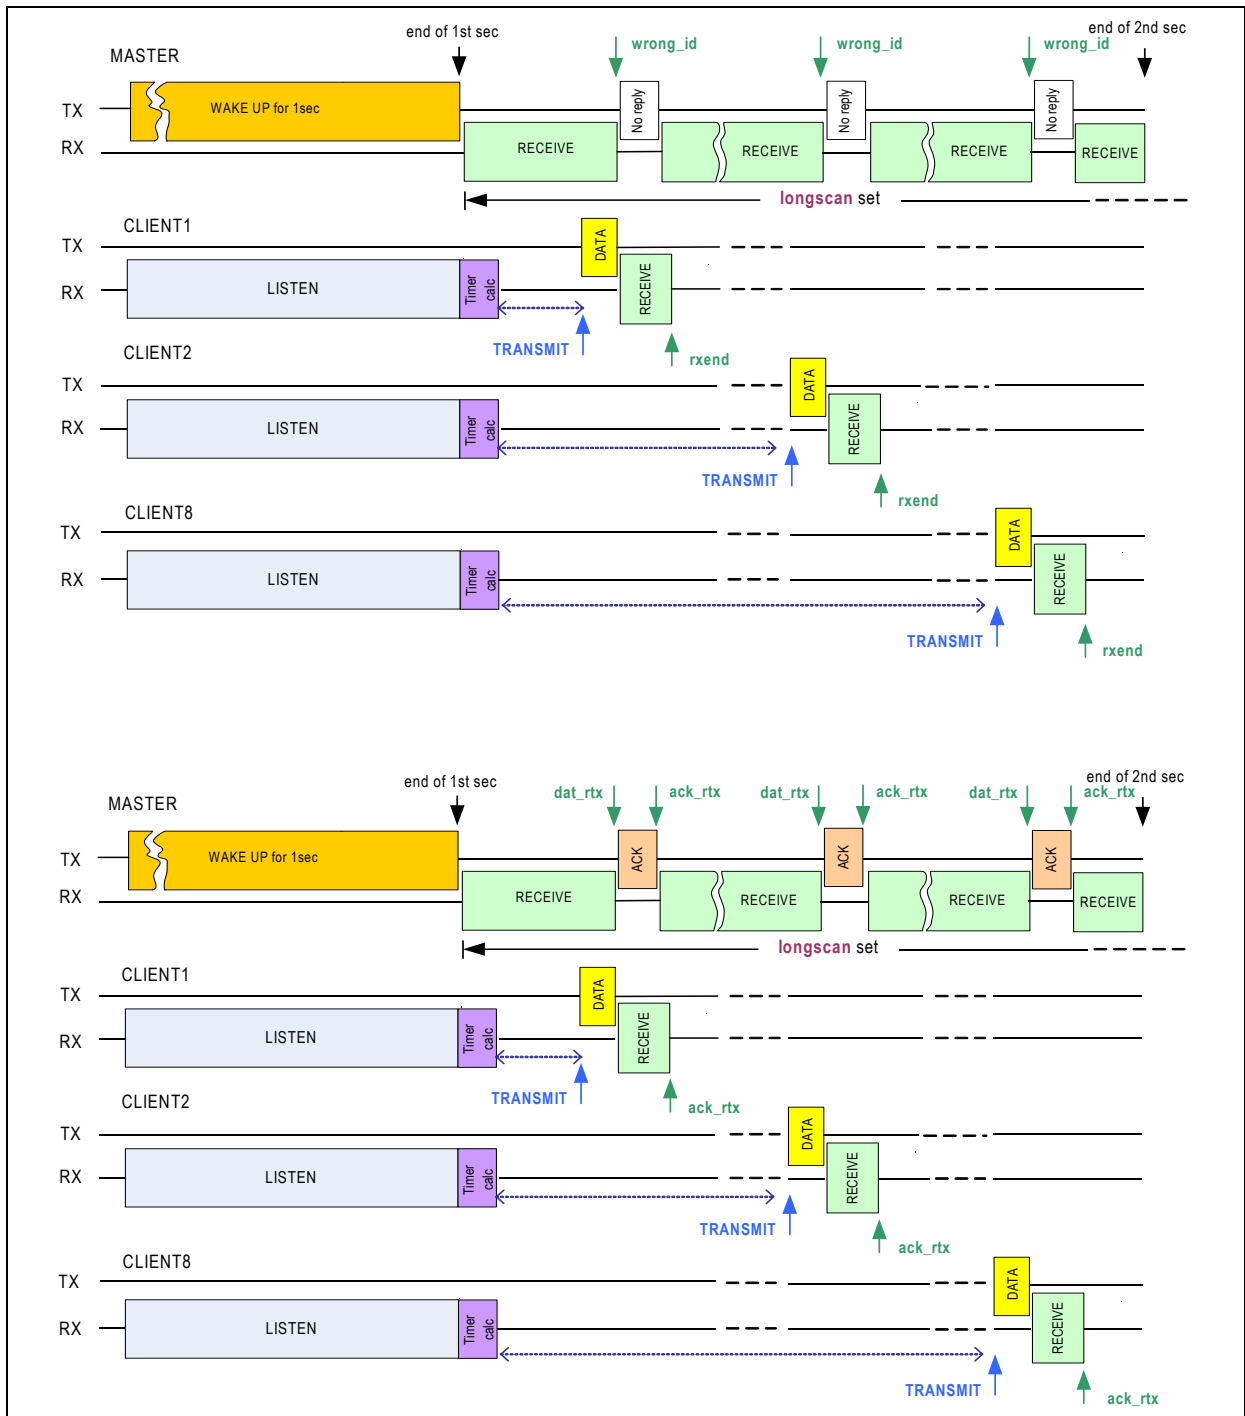 end of 1st sec
end of 2nd sec
wrong_id
wrong_id
wrong_id
MASTER
TX
WAKE UP for 1sec
No reply
No reply
No reply
RX
RECEIVE
RECEIVE
RECEIVE
RECEIVE
longscan set
CLIENT1
TX
DATA
RX
LISTEN
Timer
calc
RECEIVE
TRANSMIT
rxend
CLIENT2
TX
DATA
RX
LISTEN
Timer
calc
RECEIVE
TRANSMIT
rxend
CLIENT8
TX
DATA
RX
LISTEN
Timer
calc
RECEIVE
TRANSMIT
rxend
end of 1st sec
end of 2nd sec
dat_rtx
ack_rtx
dat_rtx
ack_rtx
dat_rtx
ack_rtx
MASTER
TX
WAKE UP for 1sec
ACK
ACK
ACK
RX
RECEIVE
RECEIVE
RECEIVE
RECEIVE
longscan set
CLIENT1
TX
DATA
RX
LISTEN
Timer
calc
RECEIVE
TRANSMIT
ack_rtx
CLIENT2
TX
DATA
RX
LISTEN
Timer
calc
RECEIVE
TRANSMIT
ack_rtx
CLIENT8
TX
DATA
RX
LISTEN
Timer
calc
RECEIVE
TRANSMIT
ack_rtx